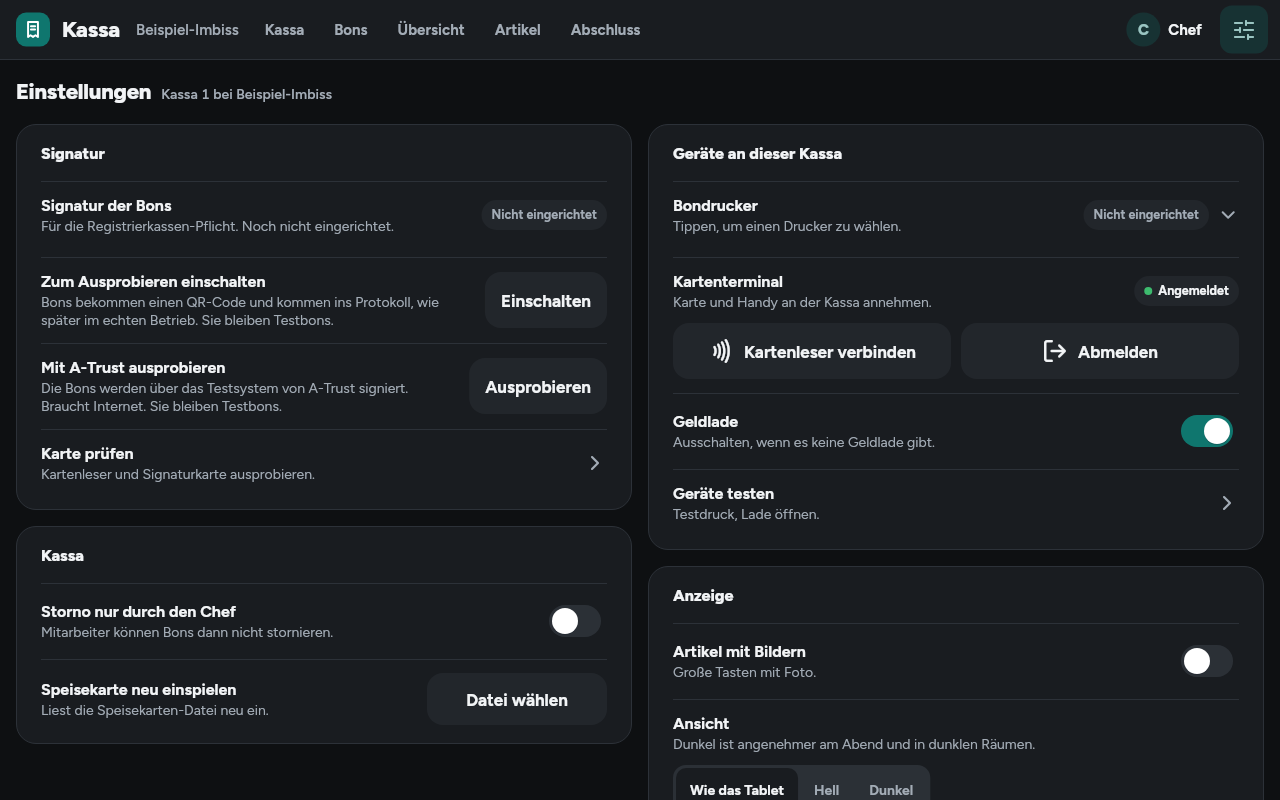 Kassa
Beispiel-Imbiss
Kassa
Bons
Übersicht
Artikel
Abschluss
C
Chef
Einstellungen
Kassa 1 bei Beispiel-Imbiss
Signatur
Signatur der Bons
Für die Registrierkassen-Pflicht. Noch nicht eingerichtet.
Nicht eingerichtet
Zum Ausprobieren einschalten
Bons bekommen einen QR-Code und kommen ins Protokoll, wie
später im echten Betrieb. Sie bleiben Testbons.
Einschalten
Mit A-Trust ausprobieren
Die Bons werden über das Testsystem von A-Trust signiert.
Braucht Internet. Sie bleiben Testbons.
Ausprobieren
Karte prüfen
Kartenleser und Signaturkarte ausprobieren.
Kassa
Storno nur durch den Chef
Mitarbeiter können Bons dann nicht stornieren.
Speisekarte neu einspielen
Liest die Speisekarten-Datei neu ein.
Datei wählen
Geräte an dieser Kassa
Bondrucker
Tippen, um einen Drucker zu wählen.
Nicht eingerichtet
Kartenterminal
Karte und Handy an der Kassa annehmen.
Angemeldet
Kartenleser verbinden
Abmelden
Geldlade
Ausschalten, wenn es keine Geldlade gibt.
Geräte testen
Testdruck, Lade öffnen.
Anzeige
Artikel mit Bildern
Große Tasten mit Foto.
Ansicht
Dunkel ist angenehmer am Abend und in dunklen Räumen.
Wie das Tablet
Hell
Dunkel